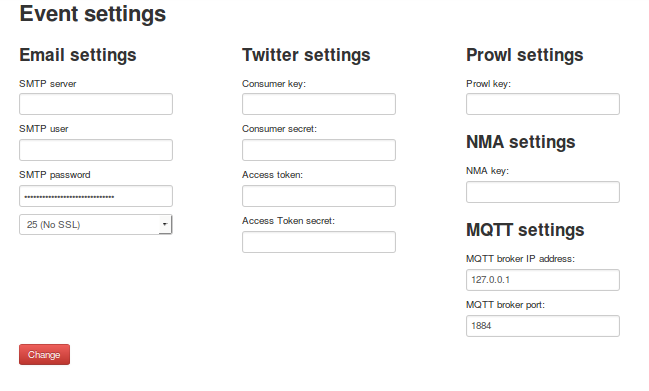 Event settings
Email settings
SMTP server
SMTP user
SMTP password
••••••••••••••••••••••••••••••
25 (No SSL)
Twitter settings
Consumer key:
Consumer secret:
Access token:
Access Token secret:
Prowl settings
Prowl key:
NMA settings
NMA key:
MQTT settings
MQTT broker IP address:
127.0.0.1
MQTT broker port:
1884
Change